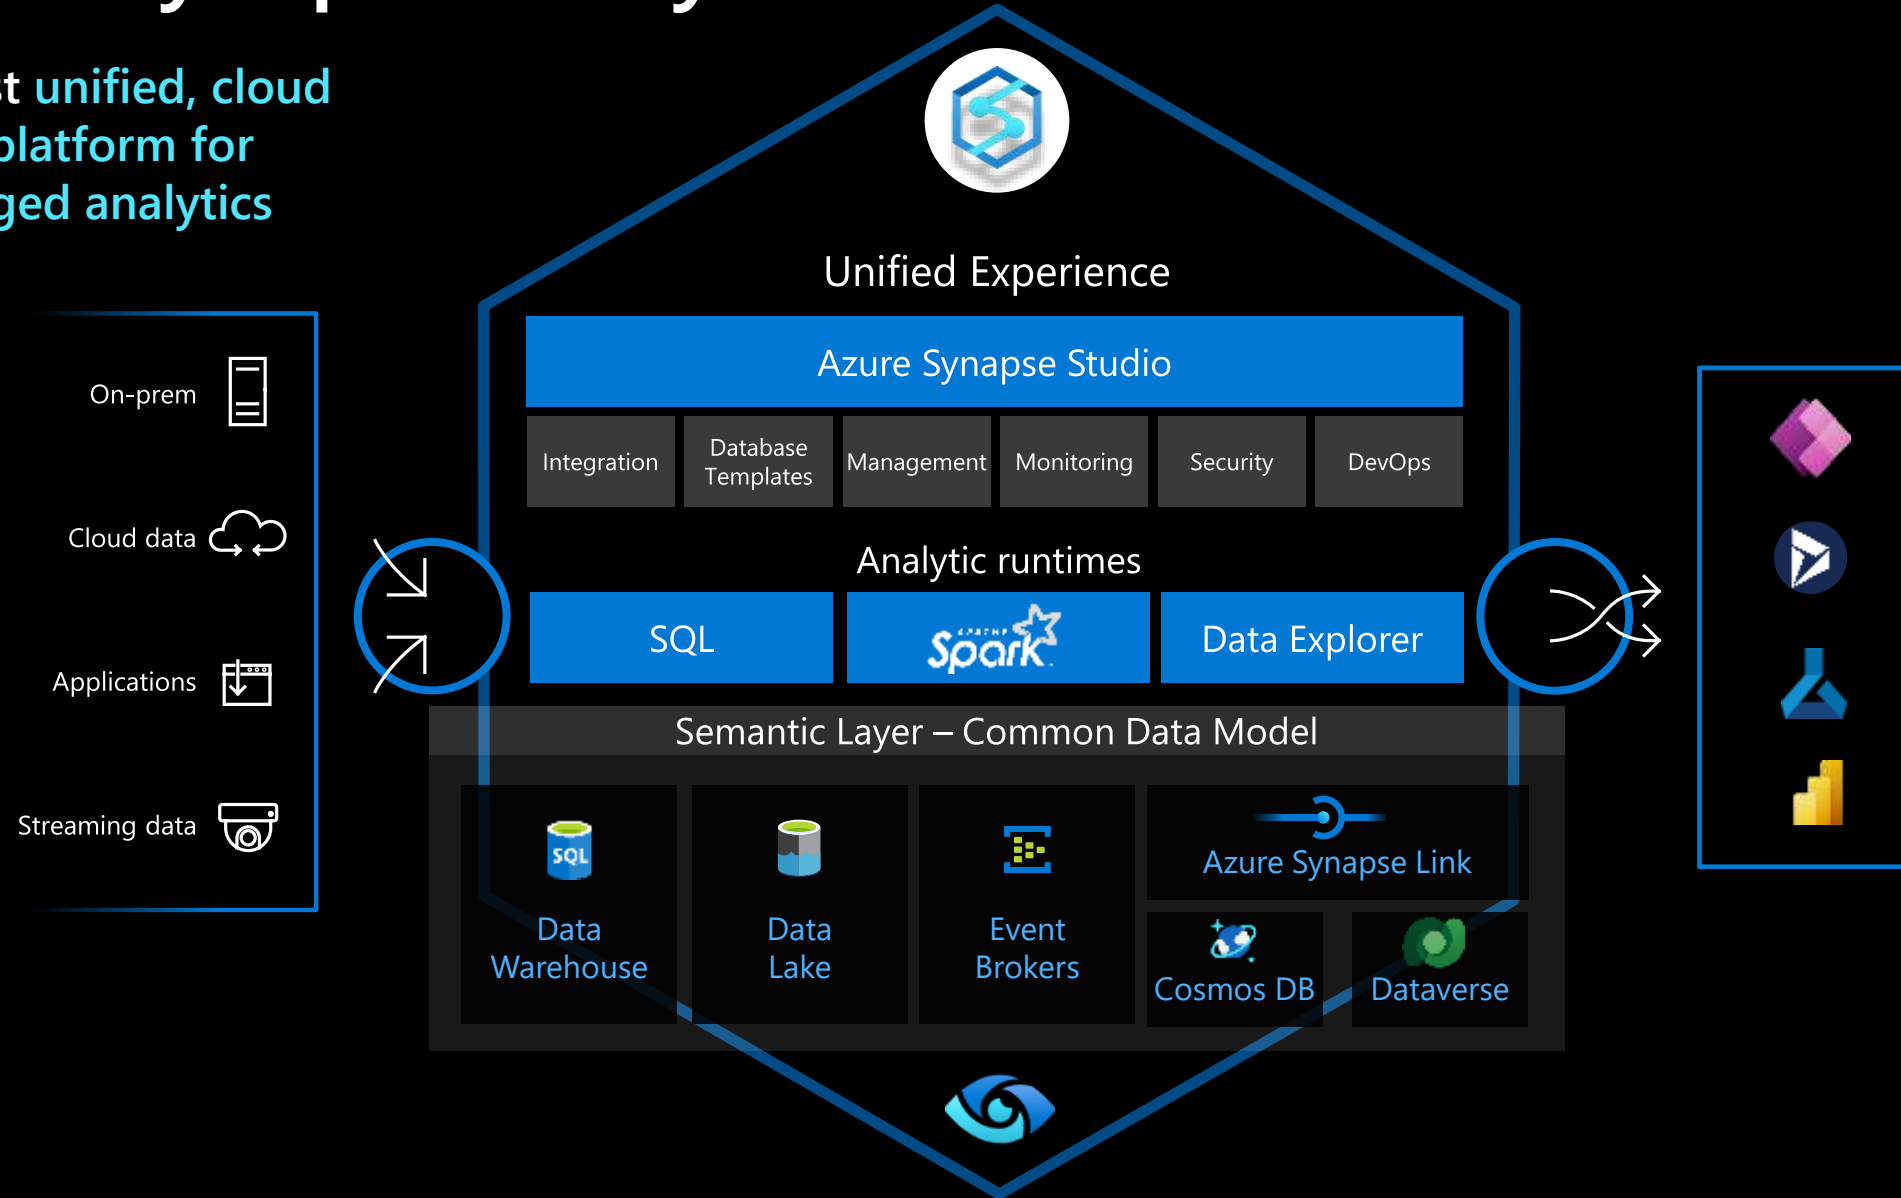 unified, cloud
platform for
analytics
Unified Experience
Azure Synapse Studio
Integration
Database
Templates
Management
Monitoring
Security
DevOps
Analytic runtimes
SQL
APACHE
Spark
Data Explorer
Semantic Layer – Common Data Model
SQL
Data
Warehouse
Data
Lake
Event
Brokers
Azure Synapse Link
Cosmos DB
Dataverse
On-prem
Cloud data
Applications
Streaming data